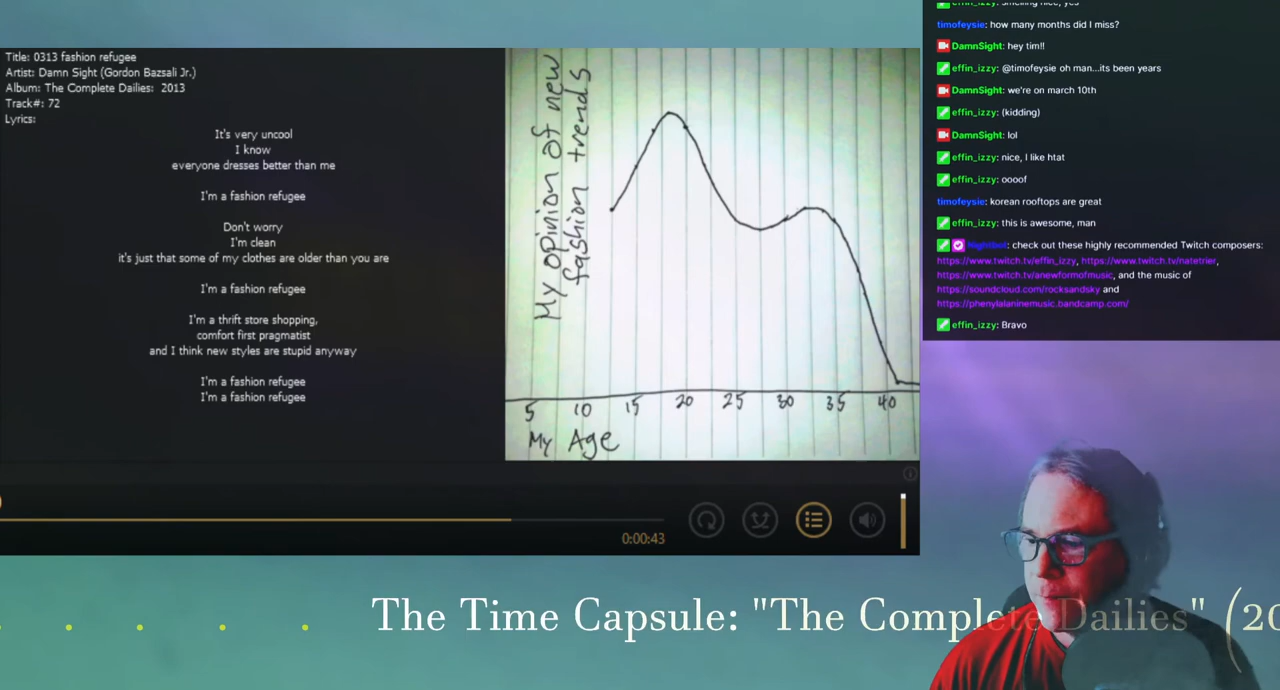 Title: 0313 fashion refugee
Artist: Damn Sight (Gordon Bazsali Jr.)
Album: The Complete Dailies:  2013
Track#: 72
Lyrics:
It's very uncool
I know
everyone dresses better than me
I'm a fashion refugee
Don't worry
I'm clean
it's just that some of my clothes are older than you are
I'm a fashion refugee
I'm a thrift store shopping,
comfort first pragmatist
and I think new styles are stupid anyway
I'm a fashion refugee
I'm a fashion refugee
My opinion of new
fashion trends
5 10 15 20 25 30 35 40
My Age
0:00:43
effin_izzy: smelling nice, yes
timofeysie: how many months did I miss?
DamnSight: hey tim!!
effin_izzy: @timofeysie oh man...its been years
DamnSight: we're on march 10th
effin_izzy: (kidding)
DamnSight: lol
effin_izzy: nice, I like htat
effin_izzy: oooof
timofeysie: korean rooftops are great
effin_izzy: this is awesome, man
Nightbot: check out these highly recommended Twitch composers:
https://www.twitch.tv/effin_izzy, https://www.twitch.tv/natetrier,
https://www.twitch.tv/anewformofmusic, and the music of
https://soundcloud.com/rocksandsky and
https://phenylalaninemusic.bandcamp.com/
effin_izzy: Bravo
The Time Capsule: "The Complete Dailies" (20